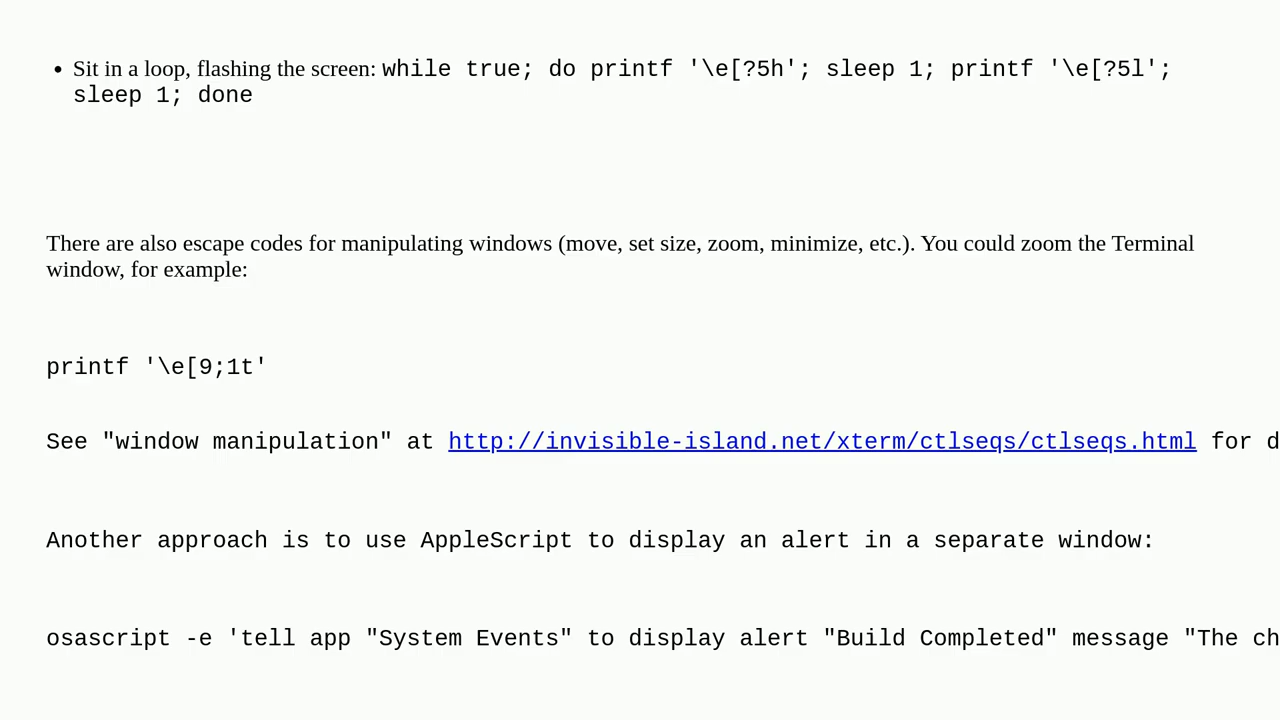 Sit in a loop, flashing the screen: while true; do printf '\e[?5h'; sleep 1; printf '\e[?5l';
sleep 1; done
There are also escape codes for manipulating windows (move, set size, zoom, minimize, etc.). You could zoom the Terminal
window, for example:
printf '\e[9;1t'
See "window manipulation" at http://invisible-island.net/xterm/ctlseqs/ctlseqs.html for
Another approach is to use AppleScript to display an alert in a separate window:
osascript -e 'tell app "System Events" to display alert "Build Completed" message "The